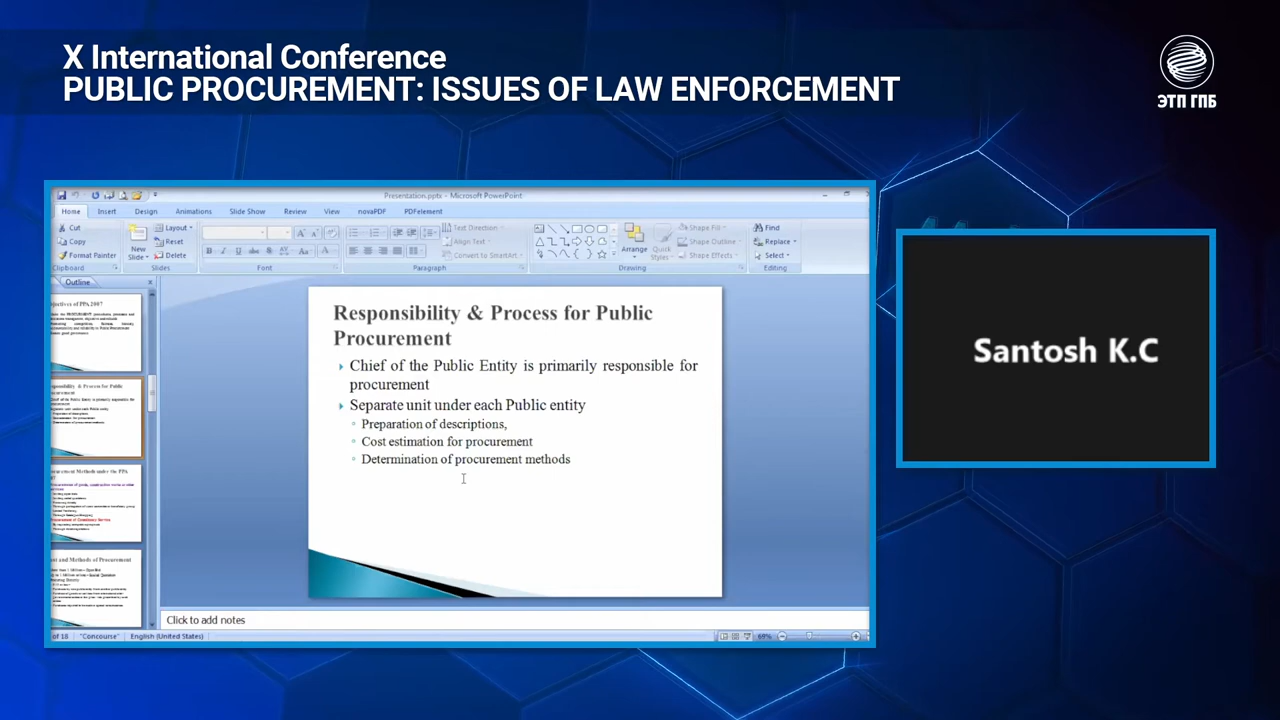 X International Conference
PUBLIC PROCUREMENT: ISSUES OF LAW ENFORCEMENT
ЭТП ГПБ
Presentation.pptx - Microsoft PowerPoint
Home Insert Design Animations Slide Show Review View novaPDF PDFelement
Cut
Copy
Format Painter
Clipboard
New
Slide
Layout
Reset
Delete
Slides
Font
Paragraph
Text Direction
Align Text
Convert to SmartArt
Arrange
Quick
Styles
Shape Fill
Shape Outline
Shape Effects
Drawing
Find
Replace
Select
Editing
Outline
Responsibility & Process for Public
Procurement
Chief of the Public Entity is primarily responsible for
procurement
Separate unit under each Public entity
Preparation of descriptions,
Cost estimation for procurement
Determination of procurement methods
Click to add notes
of 18 "Concourse" English (United States) 69%
Santosh K.C